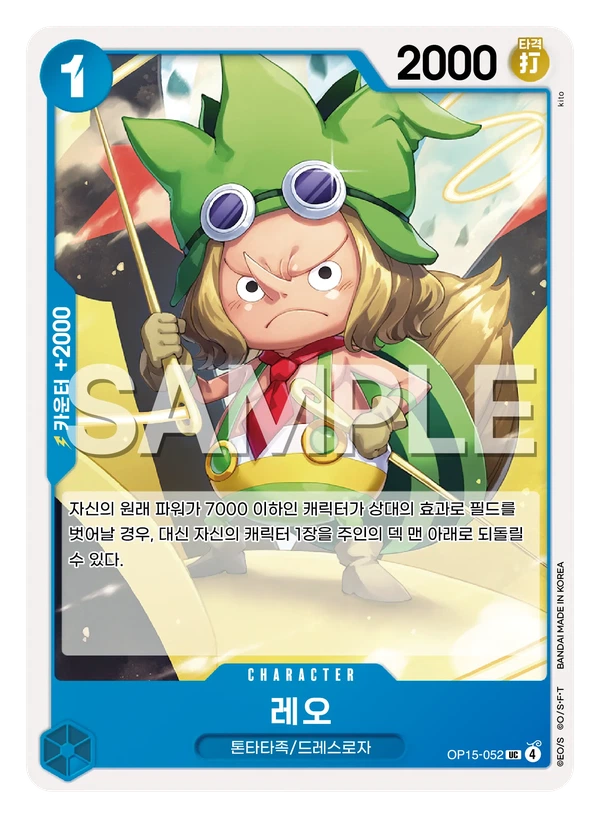 1
2000
타격
打
kito
카운터 +2000
SAMPLE
자신의 원래 파워가 7000 이하인 캐릭터가 상대의 효과로 필드를
벗어날 경우, 대신 자신의 캐릭터 1장을 주인의 덱 맨 아래로 되돌릴
수 있다.
CHARACTER
레오
톤타타족/드레스로자
OP15-052 UC 4
©EO/S ©O/S·F·T BANDAI MADE IN KOREA